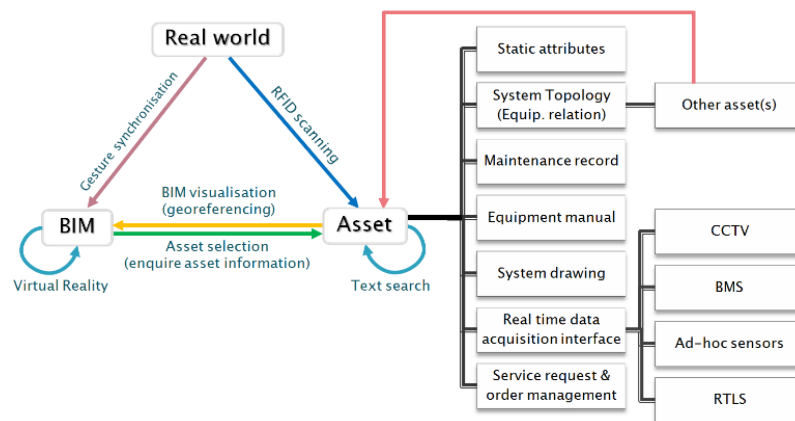 Real world
Gesture synchronisation
RFID scanning
BIM visualisation
(georeferencing)
BIM
Asset
Asset selection
(enquire asset information)
Virtual Reality
Text search
Static attributes
System Topology
(Equip. relation)
Other asset(s)
Maintenance record
Equipment manual
System drawing
Real time data
acquisition interface
Service request &
order management
CCTV
BMS
Ad-hoc sensors
RTLS